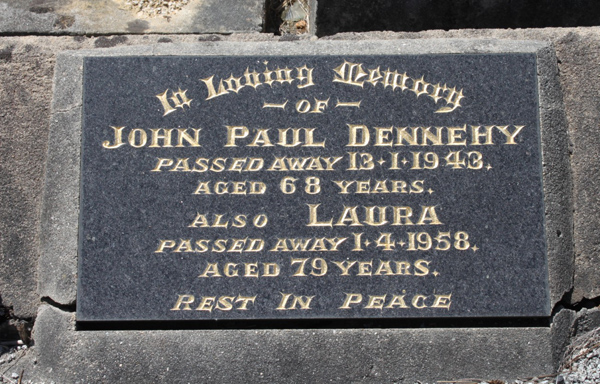 In Loving Memory
— OF —
JOHN PAUL DENNEHY
PASSED AWAY 13·1·1943.
AGED 68 YEARS.
ALSO LAURA
PASSED AWAY 1·4·1958.
AGED 79 YEARS.
REST IN PEACE